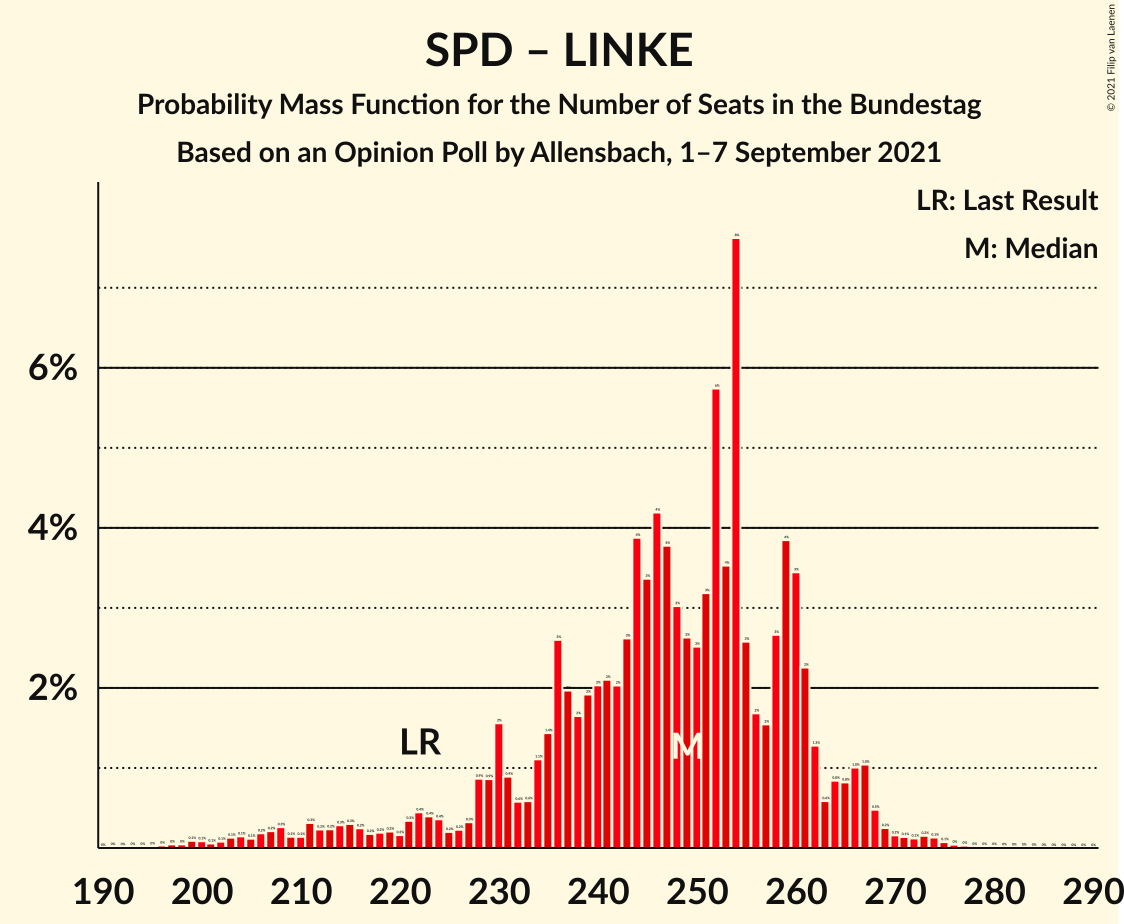 SPD – LINKE
Probability Mass Function for the Number of Seats in the Bundestag
Based on an Opinion Poll by Allensbach, 1–7 September 2021
© 2021 Filip van Laenen
LR: Last Result
M: Median
6%
4%
2%
LR
M
190 200 210 220 230 240 250 260 270 280 290